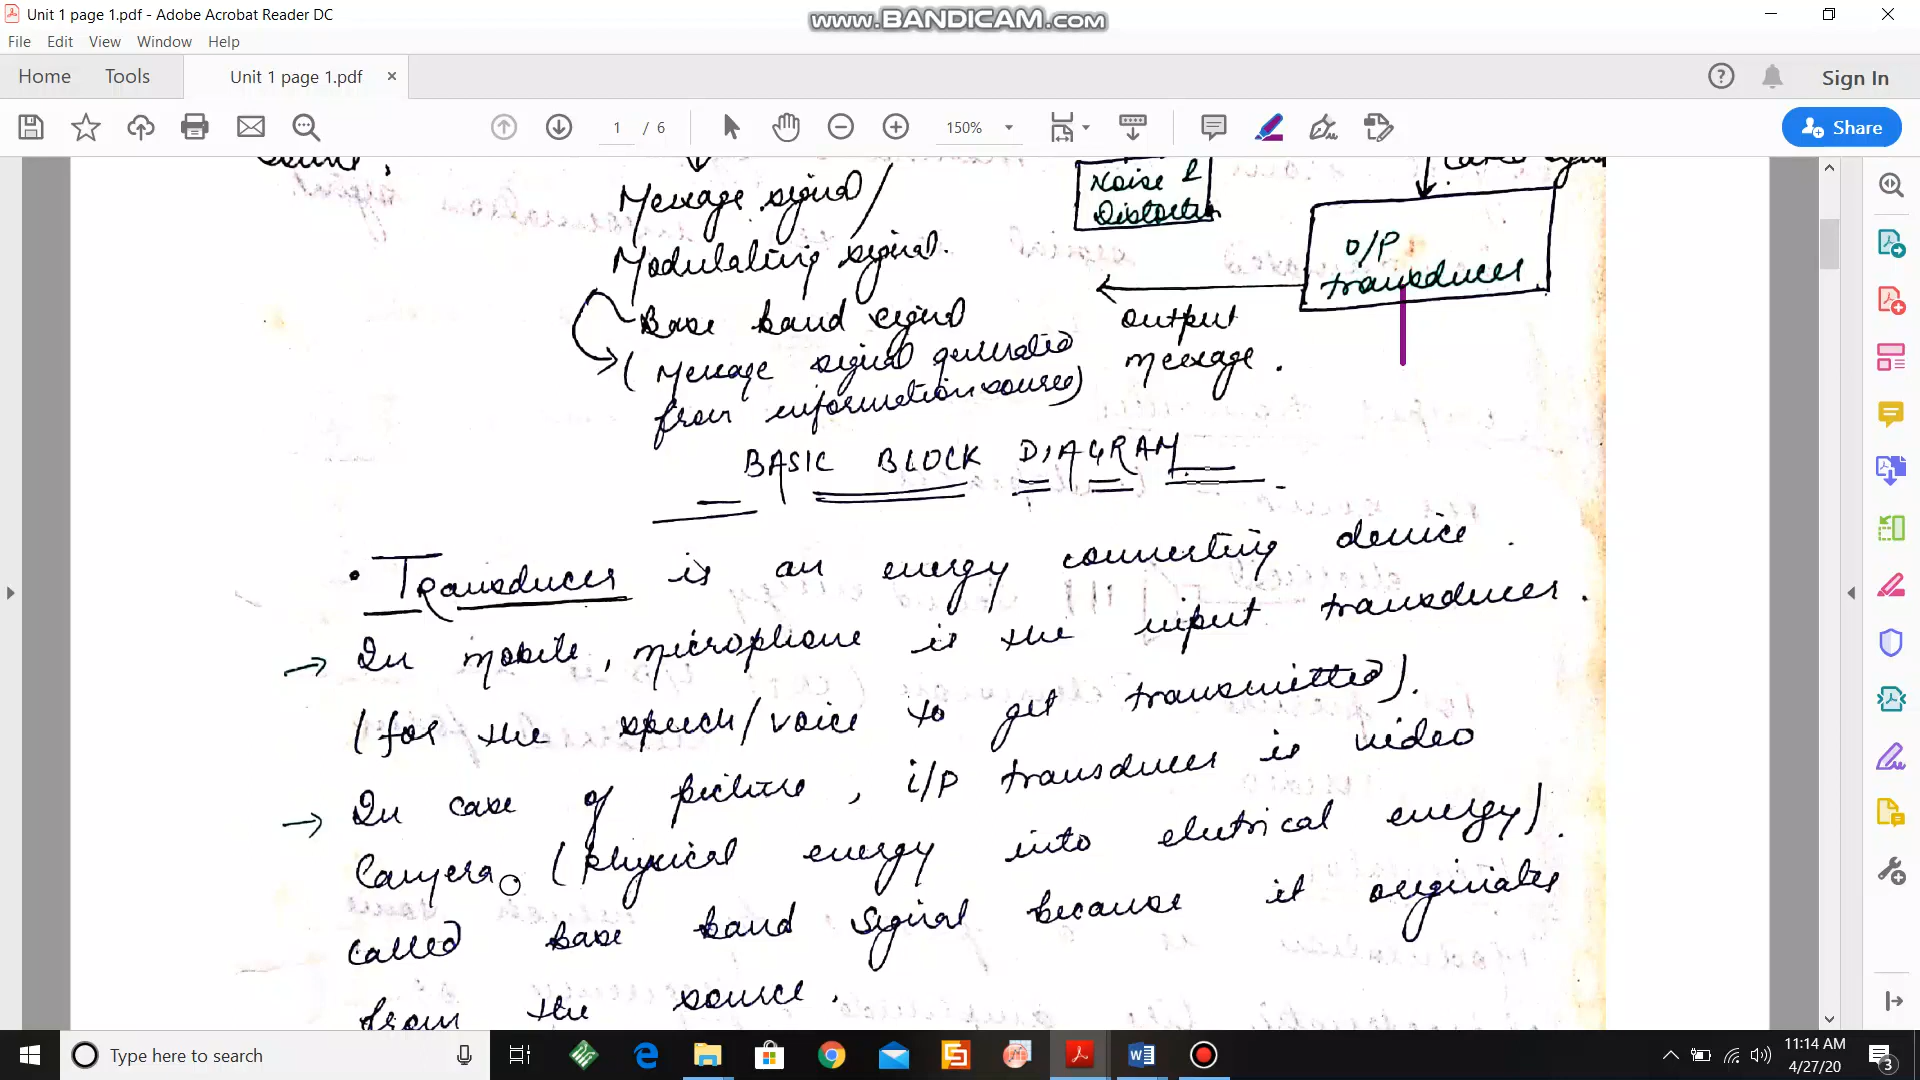 Unit 1 page 1.pdf - Adobe Acrobat Reader DC
www.BANDICAM.com
File Edit View Window Help
Home Tools Unit 1 page 1.pdf × Sign In
1 / 6 150% Share
Message signal/
Modulating signal.
Base band signal
(Message signal generated
from information source)
Noise &
Distortion
O/P
transducer
output
message.
BASIC BLOCK DIAGRAM
• Transducer is an energy converting device.
→ In mobile, microphone is the input transducer.
(for the speech/voice to get transmitted).
→ In case of picture, i/p transducer is video
Camera (physical energy into eletrical energy).
called base band signal because it originates
from the source.
Type here to search
11:14 AM
4/27/20
3